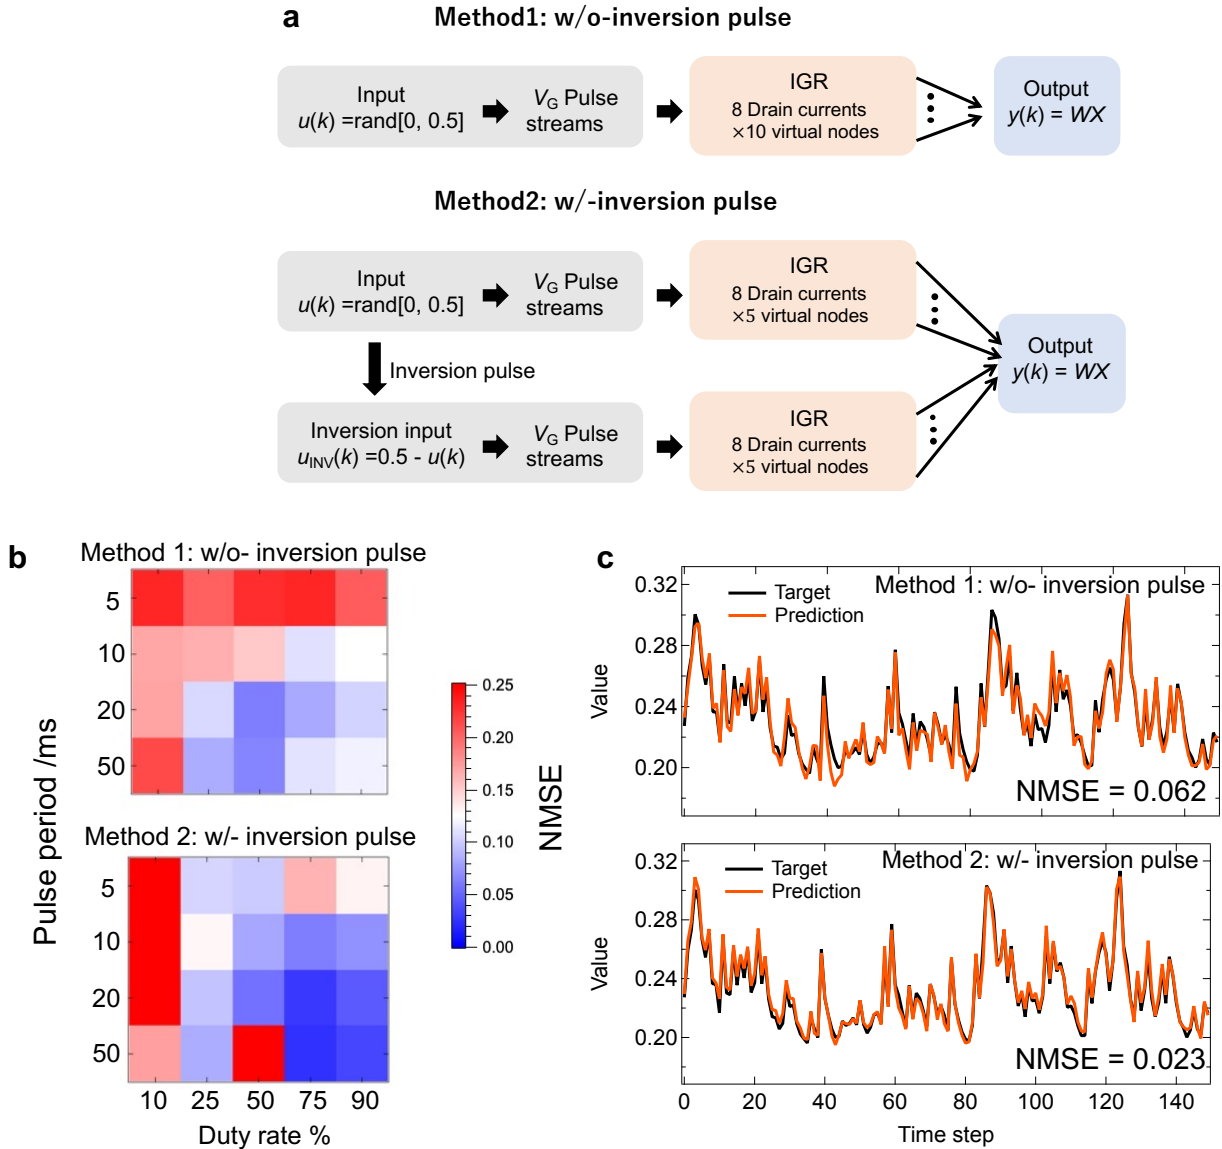 a
Method1: w/o-inversion pulse
Input
u(k) =rand[0, 0.5]
VG Pulse
streams
IGR
8 Drain currents
×10 virtual nodes
Output
y(k) = WX
Method2: w/-inversion pulse
Input
u(k) =rand[0, 0.5]
VG Pulse
streams
IGR
8 Drain currents
×5 virtual nodes
Inversion pulse
Output
y(k) = WX
Inversion input
uINV(k) =0.5 - u(k)
VG Pulse
streams
IGR
8 Drain currents
×5 virtual nodes
b
Method 1: w/o- inversion pulse
5
10
20
50
Pulse period /ms
Method 2: w/- inversion pulse
5
10
20
50
10 25 50 75 90
Duty rate %
0.25
0.20
0.15
0.10
0.05
0.00
NMSE
c
Method 1: w/o- inversion pulse
Target
Prediction
0.32
0.28
0.24
0.20
Value
NMSE = 0.062
Method 2: w/- inversion pulse
Target
Prediction
0.32
0.28
0.24
0.20
Value
NMSE = 0.023
0 20 40 60 80 100 120 140
Time step